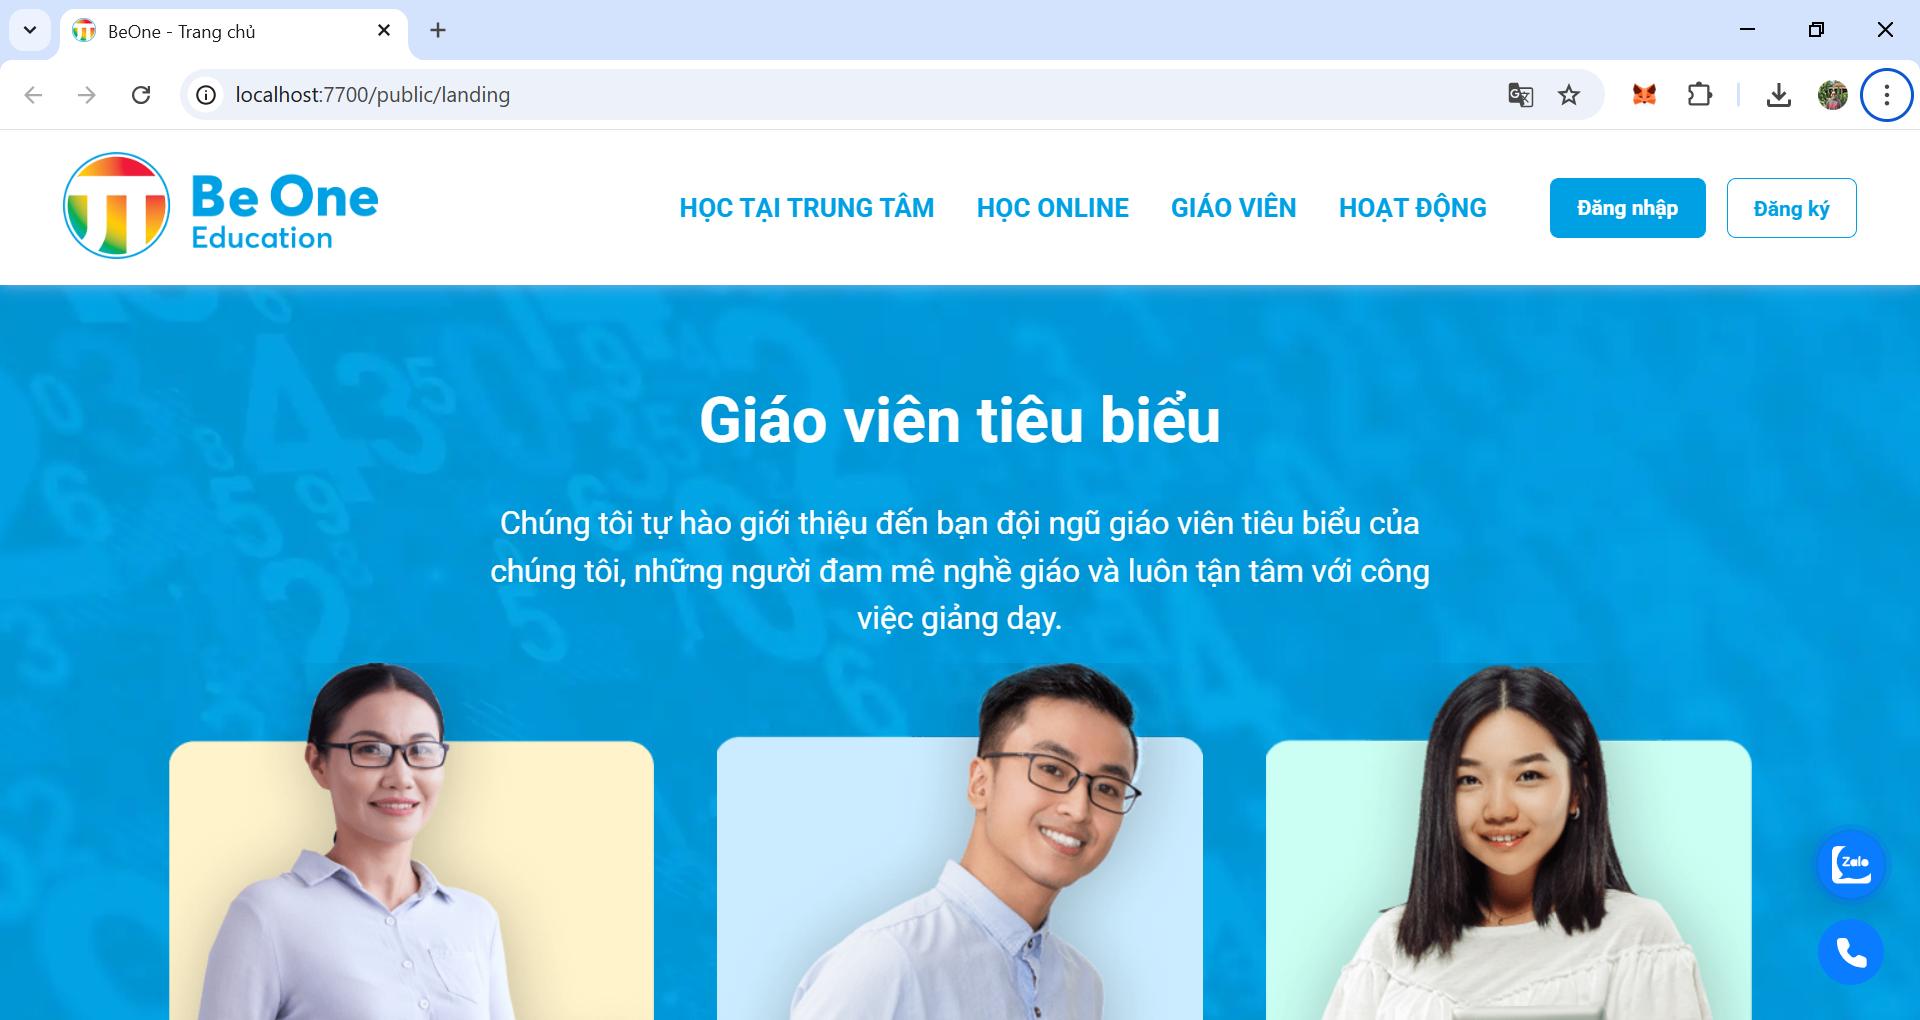 BeOne - Trang chủ
localhost:7700/public/landing
Be One
Education
HỌC TẠI TRUNG TÂM
HỌC ONLINE
GIÁO VIÊN
HOẠT ĐỘNG
Đăng nhập
Đăng ký
Giáo viên tiêu biểu
Chúng tôi tự hào giới thiệu đến bạn đội ngũ giáo viên tiêu biểu của
chúng tôi, những người đam mê nghề giáo và luôn tận tâm với công
việc giảng dạy.
Zalo